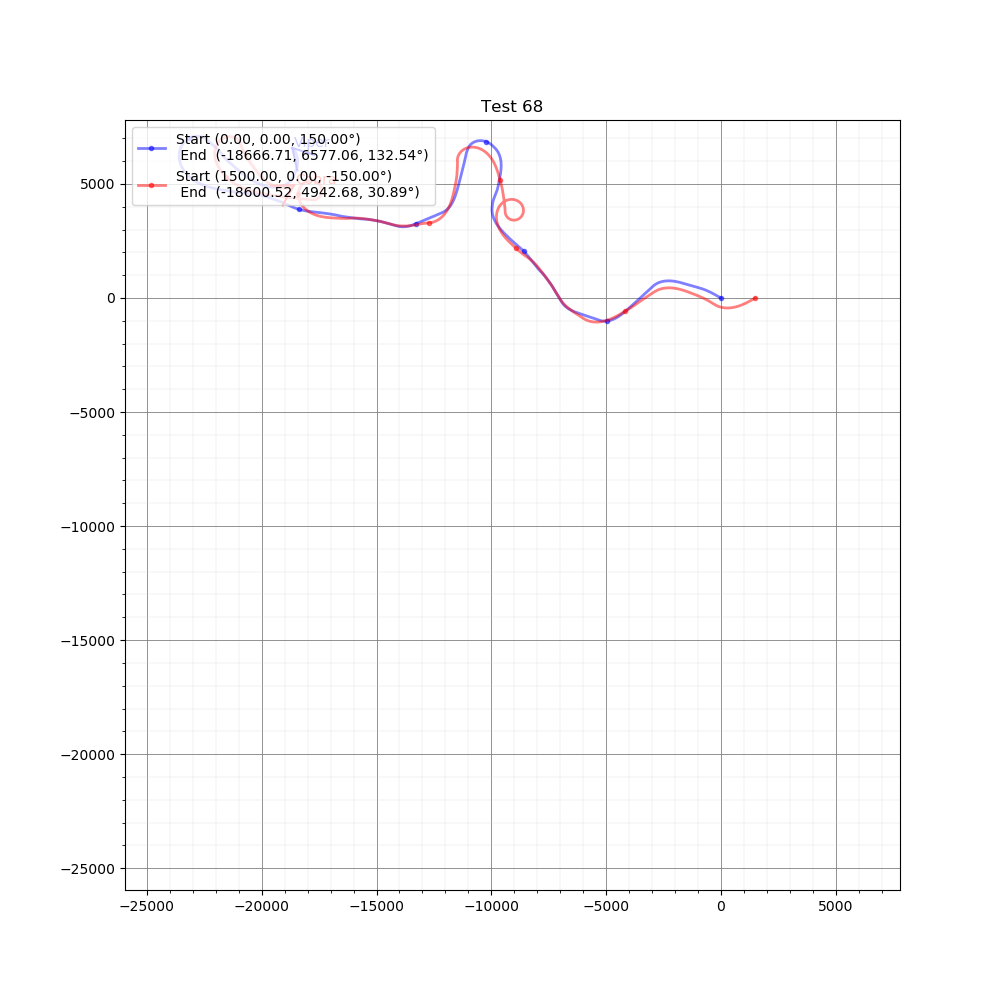 Test 68
Start (0.00, 0.00, 150.00°)
End (-18666.71, 6577.06, 132.54°)
Start (1500.00, 0.00, -150.00°)
End (-18600.52, 4942.68, 30.89°)
5000
0
−5000
−10000
−15000
−20000
−25000
−25000 −20000 −15000 −10000 −5000 0 5000